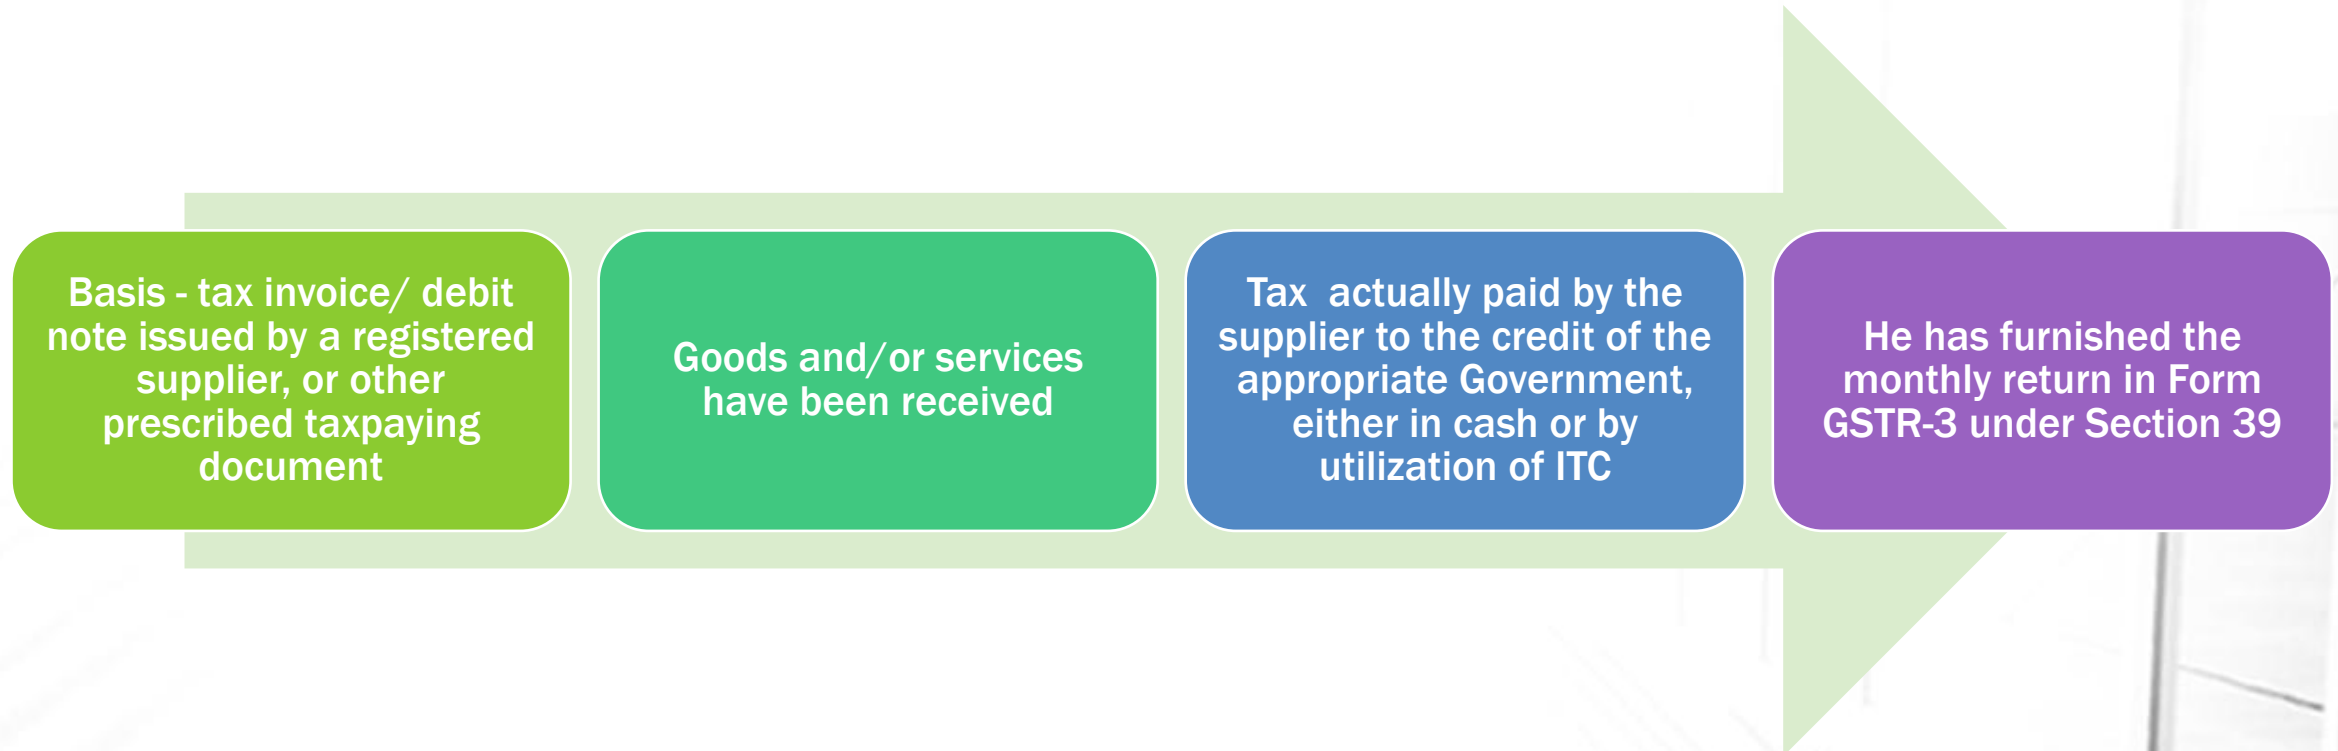 Basis - tax invoice/ debit
note issued by a registered
supplier, or other
prescribed taxpaying
document
Goods and/or services
have been received
Tax actually paid by the
supplier to the credit of the
appropriate Government,
either in cash or by
utilization of ITC
He has furnished the
monthly return in Form
GSTR-3 under Section 39